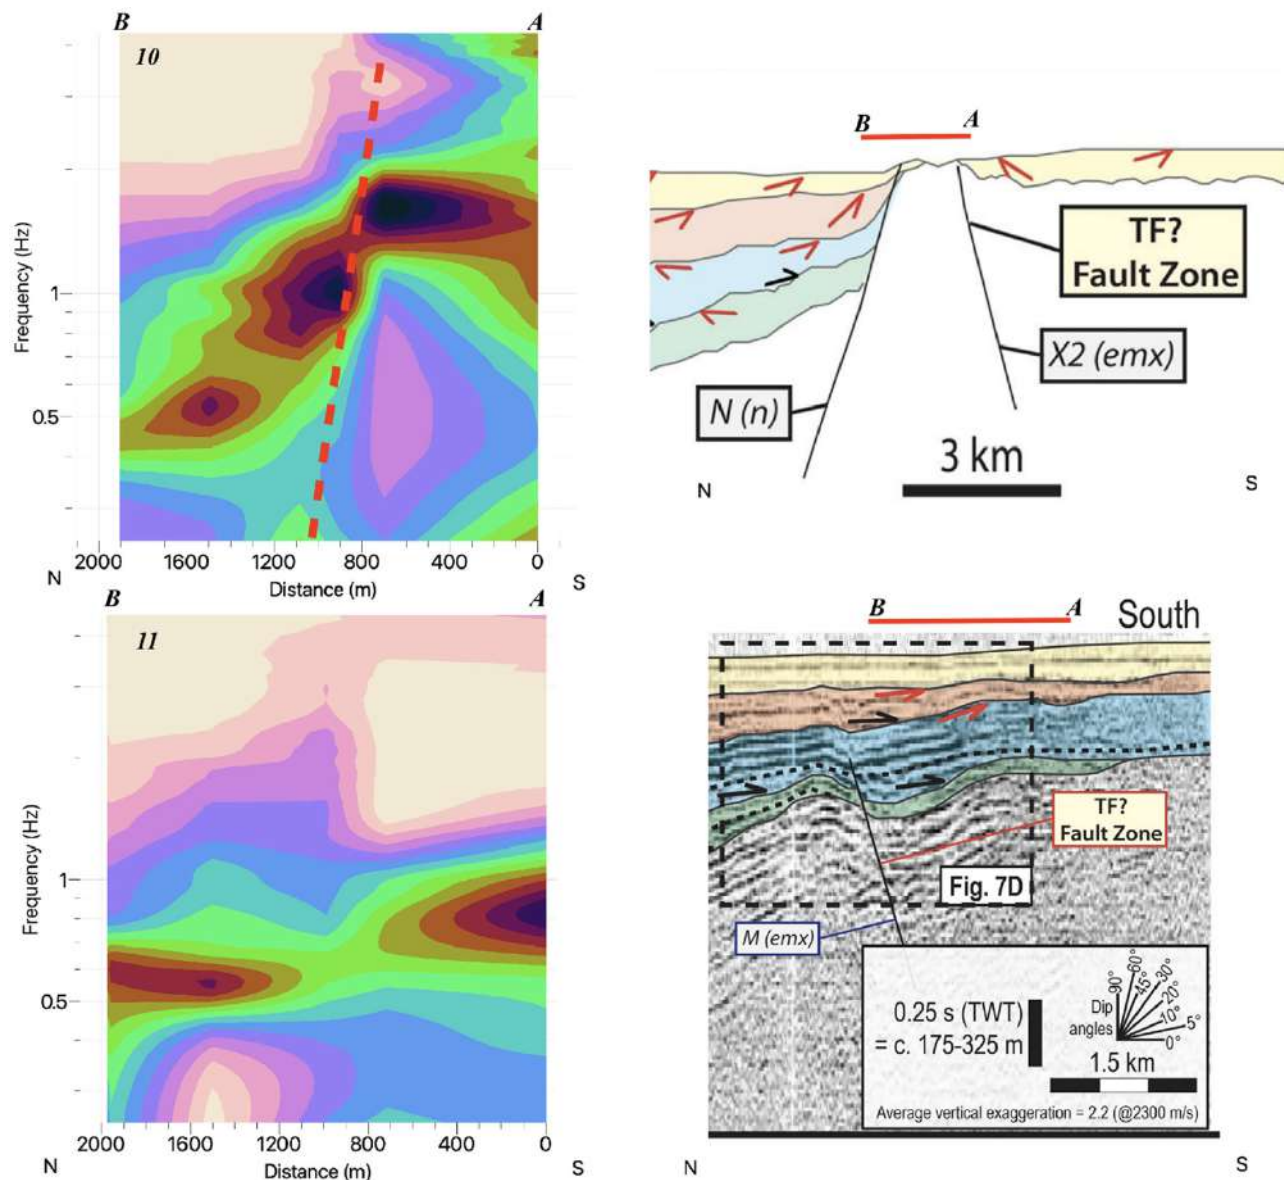 B A
10
Frequency (Hz)
1
0.5
2000 1600 1200 800 400 0
N Distance (m) S
B A
TF?
Fault Zone
X2 (emx)
N (n)
3 km
N S
B A
11
Frequency (Hz)
1
0.5
2000 1600 1200 800 400 0
N Distance (m) S
B A South
TF?
Fault Zone
Fig. 7D
M (emx)
0.25 s (TWT)
= c. 175-325 m
90° 60° 45° 30° 20° 10° 5° 0°
Dip
angles
1.5 km
Average vertical exaggeration = 2.2 (@2300 m/s)
N S